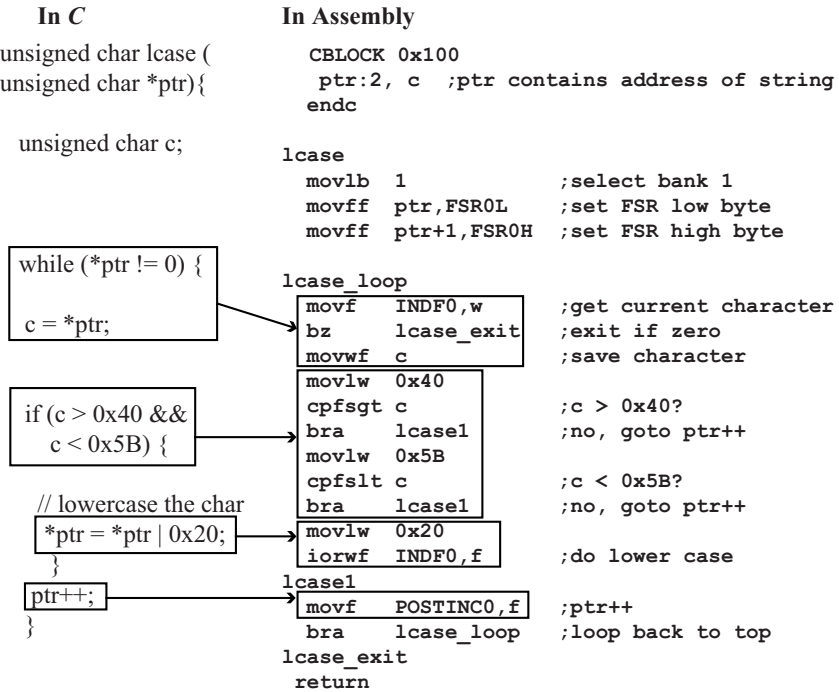 In C
unsigned char lcase (
unsigned char *ptr){
unsigned char c;
while (*ptr != 0) {
c = *ptr;
if (c > 0x40 &&
c < 0x5B) {
// lowercase the char
*ptr = *ptr | 0x20;
}
ptr++;
}
In Assembly
CBLOCK 0x100
ptr:2, c ;ptr contains address of string
endc
lcase
movlb 1 ;select bank 1
movff ptr,FSR0L ;set FSR low byte
movff ptr+1,FSR0H ;set FSR high byte
lcase_loop
movf INDF0,w ;get current character
bz lcase_exit ;exit if zero
movwf c ;save character
movlw 0x40
cpfsgt c ;c > 0x40?
bra lcase1 ;no, goto ptr++
movlw 0x5B
cpfslt c ;c < 0x5B?
bra lcase1 ;no, goto ptr++
movlw 0x20
iorwf INDF0,f ;do lower case
lcase1
movf POSTINC0,f ;ptr++
bra lcase_loop ;loop back to top
lcase_exit
return